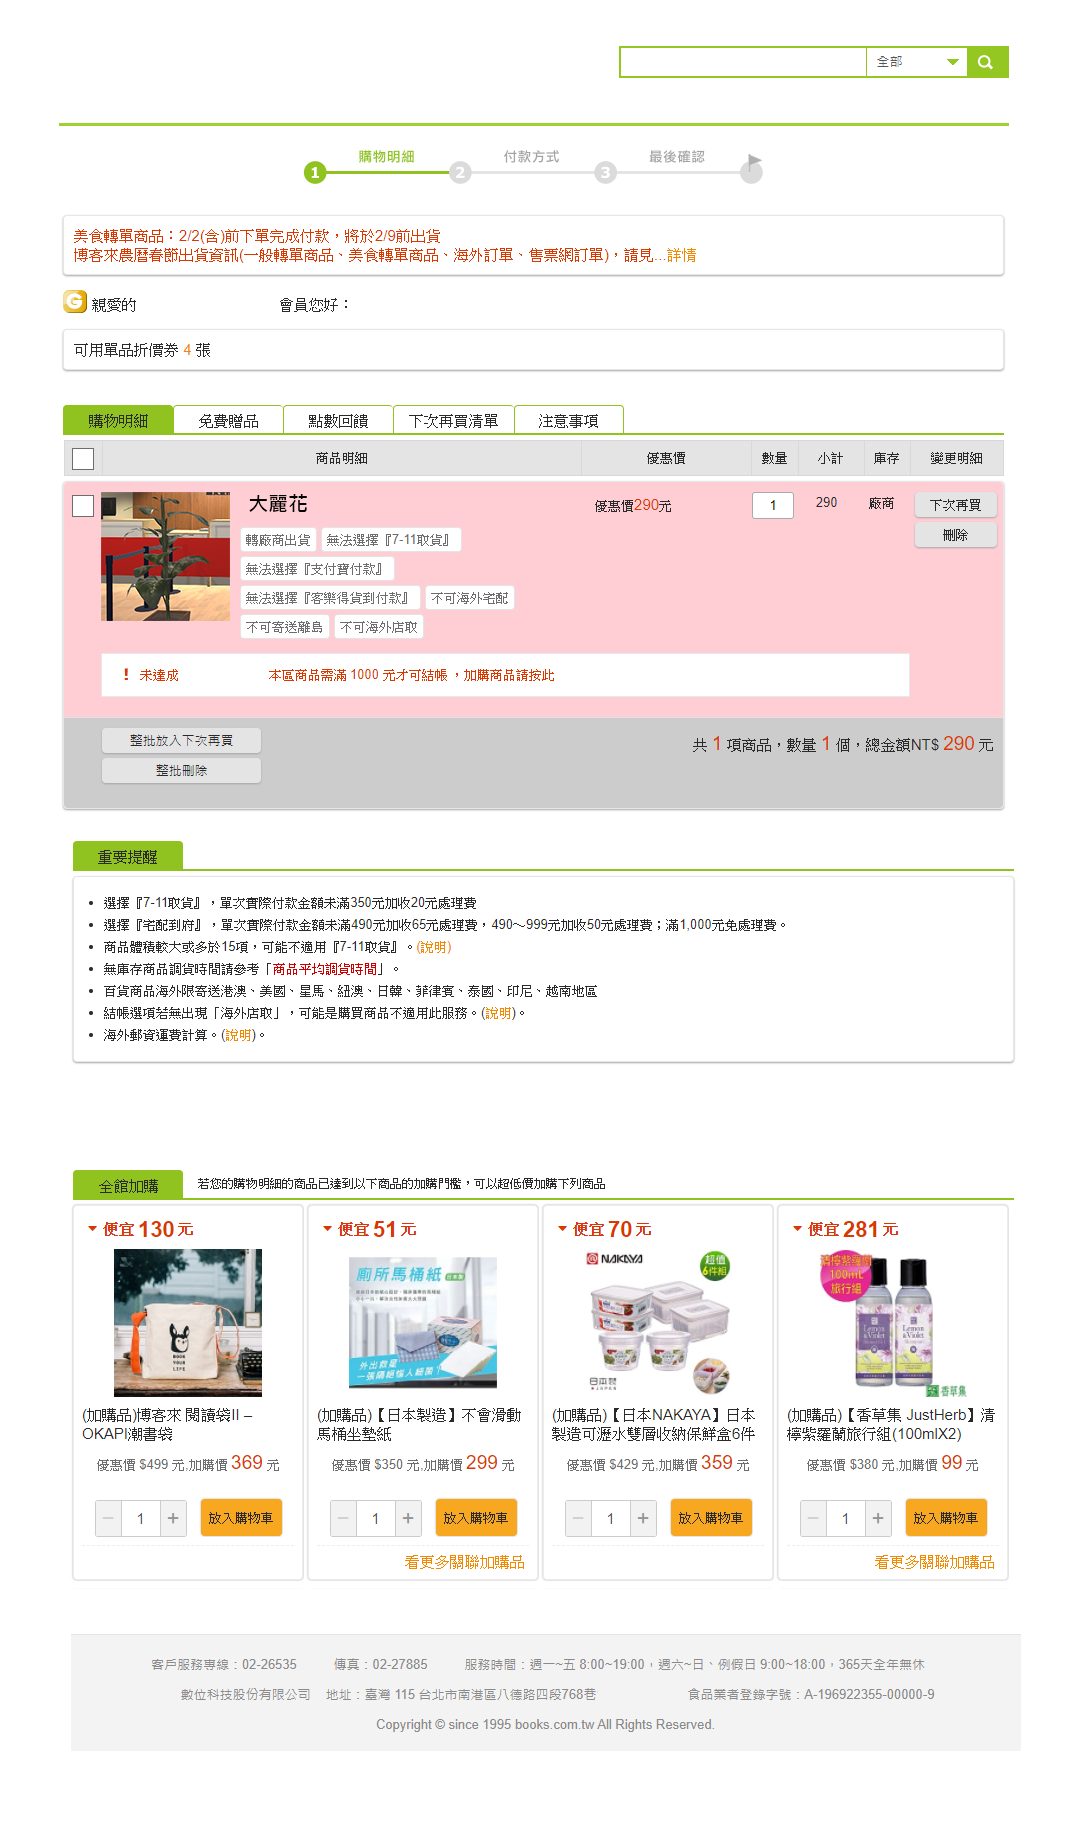 全部
購物明細 付款方式 最後確認
1 2 3
美食轉單商品：2/2(含)前下單完成付款，將於2/9前出貨
博客來農曆春節出貨資訊(一般轉單商品、美食轉單商品、海外訂單、售票網訂單)，請見...詳情
G 親愛的 會員您好：
可用單品折價券 4 張
購物明細 免費贈品 點數回饋 下次再買清單 注意事項
商品明細 優惠價 數量 小計 庫存 變更明細
大麗花 優惠價290元 1 290 廠商 下次再買
刪除
轉廠商出貨 無法選擇『7-11取貨』
無法選擇『支付寶付款』
無法選擇『客樂得貨到付款』 不可海外宅配
不可寄送離島 不可海外店取
! 未達成 本區商品需滿 1000 元才可結帳 ，加購商品請按此
整批放入下次再買 共 1 項商品，數量 1 個，總金額NT$ 290 元
整批刪除
重要提醒
• 選擇『7-11取貨』，單次實際付款金額未滿350元加收20元處理費
• 選擇『宅配到府』，單次實際付款金額未滿490元加收65元處理費，490～999元加收50元處理費；滿1,000元免處理費。
• 商品體積較大或多於15項，可能不適用『7-11取貨』。(說明)
• 無庫存商品調貨時間請參考「商品平均調貨時間」。
• 百貨商品海外限寄送港澳、美國、星馬、紐澳、日韓、菲律賓、泰國、印尼、越南地區
• 結帳選項若無出現「海外店取」，可能是購買商品不適用此服務。(說明)。
• 海外郵資運費計算。(說明)。
全館加購 若您的購物明細的商品已達到以下商品的加購門檻，可以超低價加購下列商品
便宜 130 元 便宜 51 元 便宜 70 元 便宜 281 元
BOOK YOUR LIFE
廁所馬桶紙 日本製
外出救星
一張隔絕惱人細菌！
NAKAYA 超值 6件組
日本製
JAPAN
清檸紫羅蘭
100mL
旅行組
Lemon &Violet Lemon &Violet
香草集
(加購品)博客來 閱讀袋II – OKAPI潮書袋
(加購品)【日本製造】不會滑動馬桶坐墊紙
(加購品)【日本NAKAYA】日本製造可瀝水雙層收納保鮮盒6件
(加購品)【香草集 JustHerb】清檸紫羅蘭旅行組(100mlX2)
優惠價 $499 元,加購價 369 元 優惠價 $350 元,加購價 299 元 優惠價 $429 元,加購價 359 元 優惠價 $380 元,加購價 99 元
− 1 + 放入購物車 − 1 + 放入購物車 − 1 + 放入購物車 − 1 + 放入購物車
看更多關聯加購品 看更多關聯加購品
客戶服務專線：02-26535 傳真：02-27885 服務時間：週一~五 8:00~19:00，週六~日、例假日 9:00~18:00，365天全年無休
數位科技股份有限公司 地址：臺灣 115 台北市南港區八德路四段768巷 食品業者登錄字號：A-196922355-00000-9
Copyright © since 1995 books.com.tw All Rights Reserved.